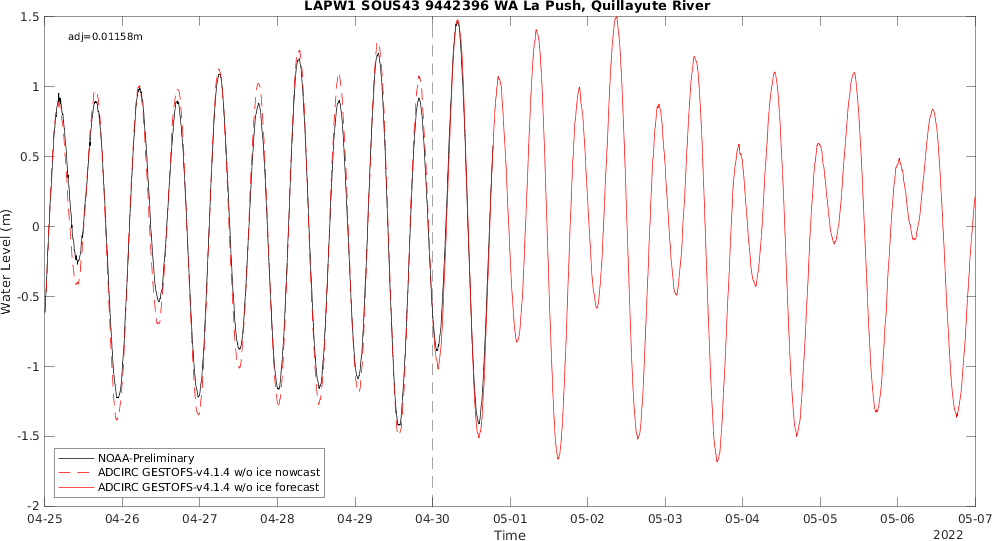 LAPW1 SOUS43 9442396 WA La Push, Quillayute River
adj=0.01158m
1.5
1
0.5
0
-0.5
-1
-1.5
-2
Water Level (m)
NOAA-Preliminary
ADCIRC GESTOFS-v4.1.4 w/o ice nowcast
ADCIRC GESTOFS-v4.1.4 w/o ice forecast
04-25 04-26 04-27 04-28 04-29 04-30 05-01 05-02 05-03 05-04 05-05 05-06 05-07
Time
2022